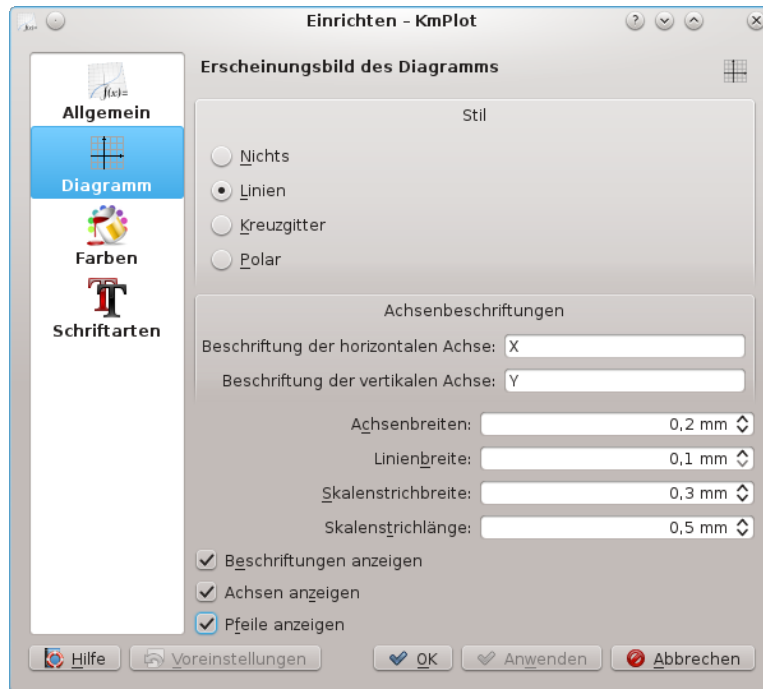 Einrichten – KmPlot
Erscheinungsbild des Diagramms
Allgemein
Diagramm
Farben
Schriftarten
Stil
Nichts
Linien
Kreuzgitter
Polar
Achsenbeschriftungen
Beschriftung der horizontalen Achse: X
Beschriftung der vertikalen Achse: Y
Achsenbreiten: 0,2 mm
Linienbreite: 0,1 mm
Skalenstrichbreite: 0,3 mm
Skalenstrichlänge: 0,5 mm
Beschriftungen anzeigen
Achsen anzeigen
Pfeile anzeigen
Hilfe Voreinstellungen OK Anwenden Abbrechen